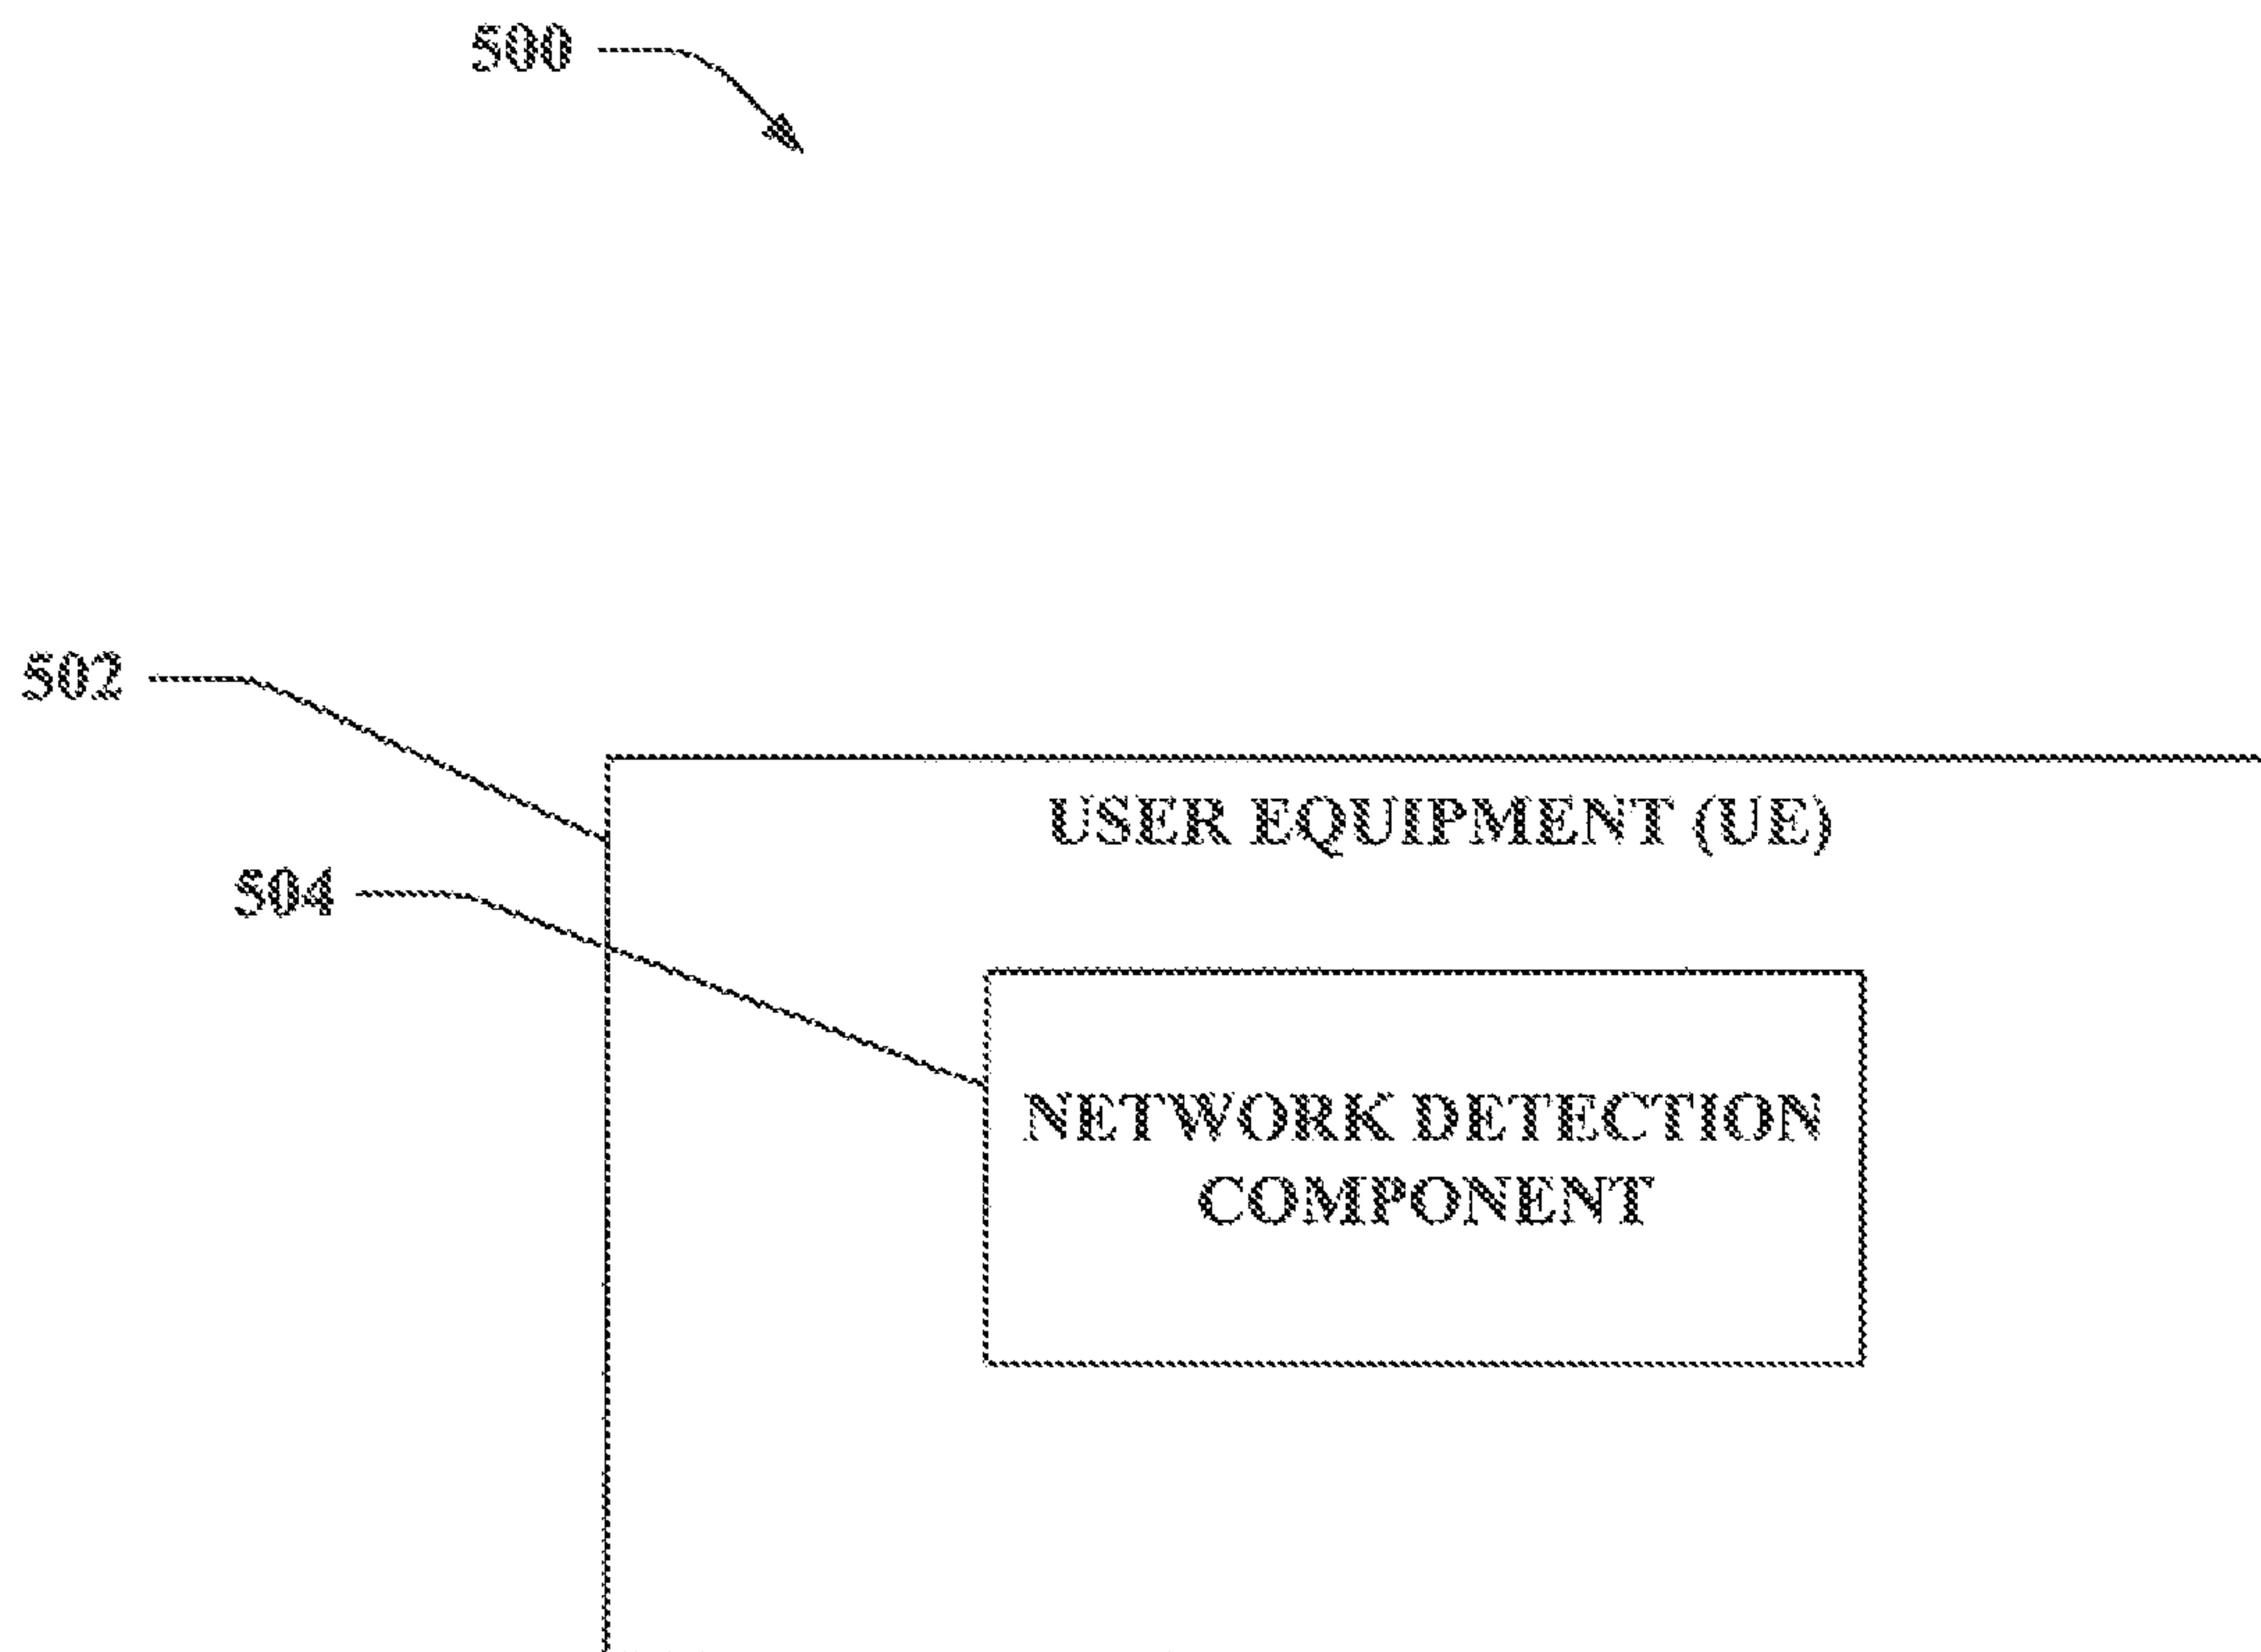 500
502
USER EQUIPMENT (UE)
504
NETWORK DETECTION
COMPONENT